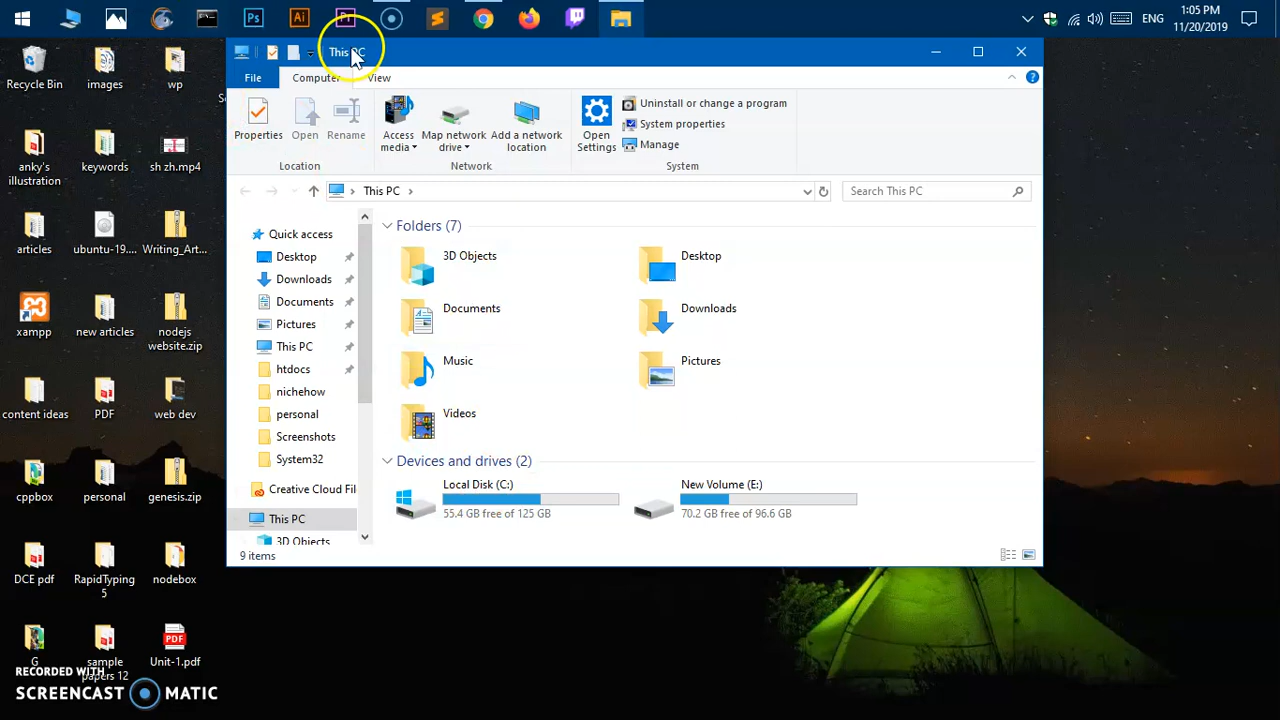 Ps
Ai
Pr
ENG
1:05 PM
11/20/2019
This PC
File
Computer
View
Properties
Open
Rename
Access media
Map network drive
Add a network location
Open Settings
Uninstall or change a program
System properties
Manage
Location
Network
System
This PC
Search This PC
Quick access
Desktop
Downloads
Documents
Pictures
This PC
htdocs
nichehow
personal
Screenshots
System32
Creative Cloud Fil
This PC
3D Objects
Folders (7)
3D Objects
Desktop
Documents
Downloads
Music
Pictures
Videos
Devices and drives (2)
Local Disk (C:)
55.4 GB free of 125 GB
New Volume (E:)
70.2 GB free of 96.6 GB
9 items
Recycle Bin
images
wp
anky's illustration
keywords
sh zh.mp4
articles
ubuntu-19....
Writing_Art...
xampp
new articles
nodejs website.zip
content ideas
PDF
web dev
cppbox
personal
genesis.zip
DCE pdf
RapidTyping 5
nodebox
G
sample papers 12
PDF
Unit-1.pdf
RECORDED WITH
SCREENCAST MATIC